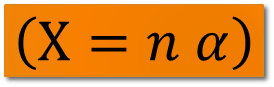 (X = n α)